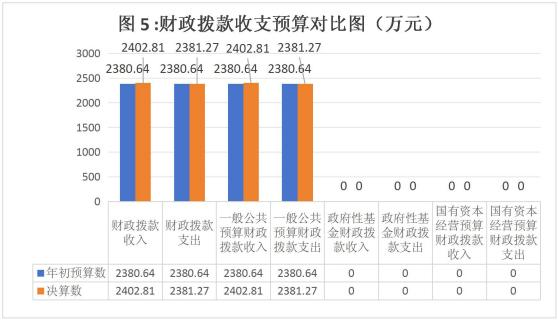 图 5 :财政拨款收支预算对比图（万元）
3000
2500
2000
1500
1000
500
0
2402.81 2381.27 2402.81 2381.27
2380.64 2380.64 2380.64 2380.64
0 0 0 0 0 0 0 0
财政拨款 财政拨款 一般公共 一般公共 政府性基 政府性基 国有资本 国有资本
收入 支出 预算财政 预算财政 金财政拨 金财政拨 经营预算 经营预算
拨款收入 拨款支出 款收入 款支出 财政拨款 财政拨款
收入 支出
年初预算数 2380.64 2380.64 2380.64 2380.64 0 0 0 0
决算数 2402.81 2381.27 2402.81 2381.27 0 0 0 0